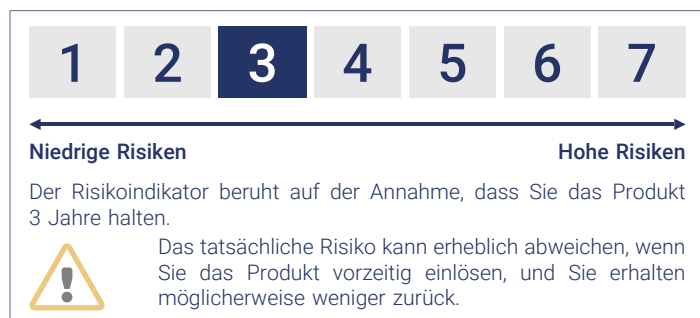 1 2 3 4 5 6 7
Niedrige Risiken Hohe Risiken
Der Risikoindikator beruht auf der Annahme, dass Sie das Produkt
3 Jahre halten.
Das tatsächliche Risiko kann erheblich abweichen, wenn
Sie das Produkt vorzeitig einlösen, und Sie erhalten
möglicherweise weniger zurück.